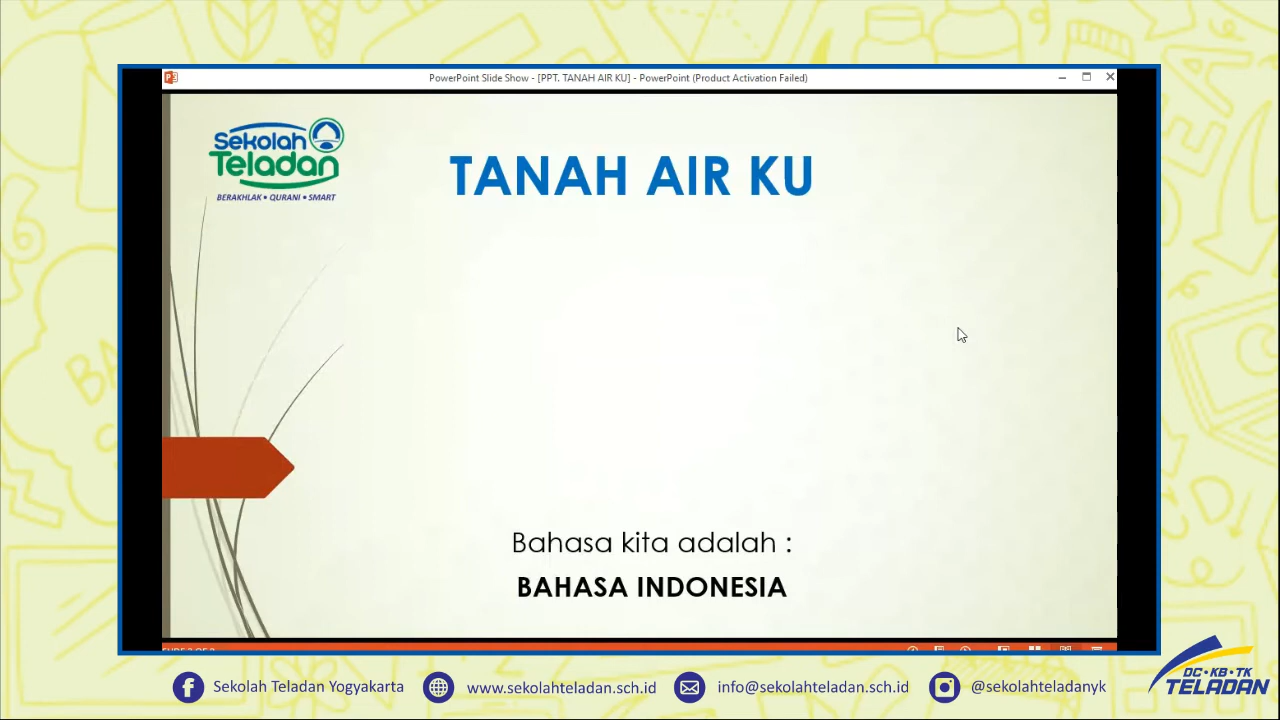 PowerPoint Slide Show - [PPT. TANAH AIR KU] - PowerPoint (Product Activation Failed)
Sekolah
Teladan
BERAKHLAK • QURANI • SMART
TANAH AIR KU
Bahasa kita adalah :
BAHASA INDONESIA
Sekolah Teladan Yogyakarta
www.sekolahteladan.sch.id
info@sekolahteladan.sch.id
@sekolahteladanyk
DC•KB•TK
TELADAN